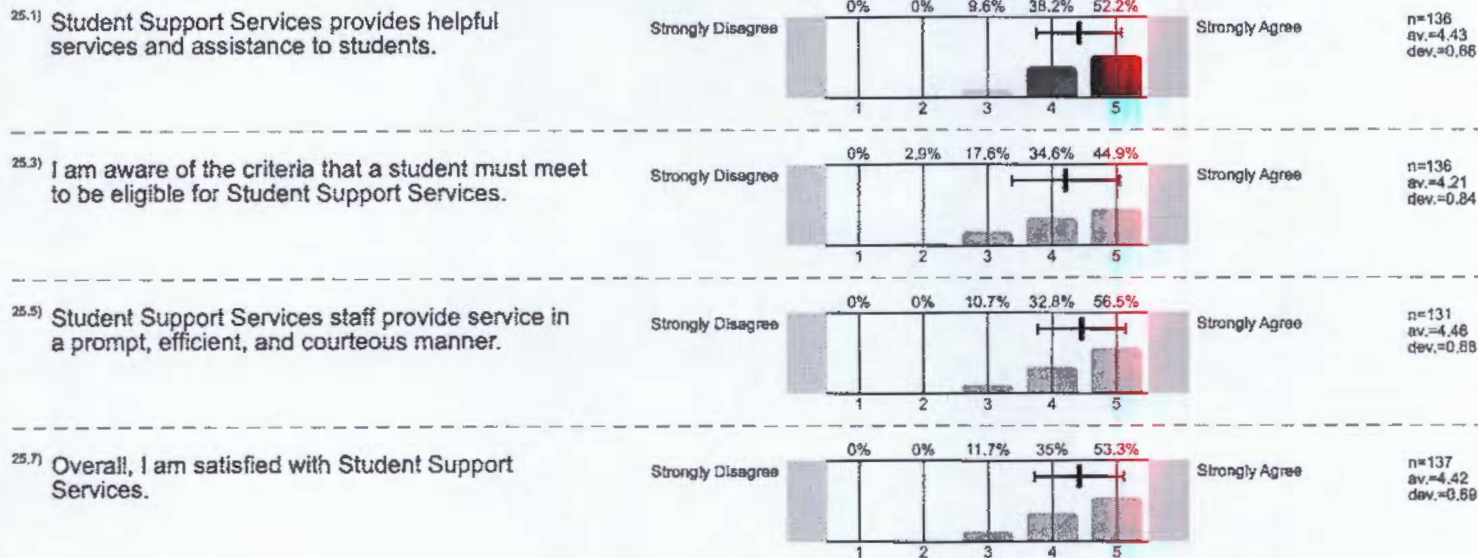 25.1) Student Support Services provides helpful
services and assistance to students.
Strongly Disagree
0% 0% 9.6% 38.2% 52.2%
1 2 3 4 5
Strongly Agree
n=136
av.=4.43
dev.=0.66
25.3) I am aware of the criteria that a student must meet
to be eligible for Student Support Services.
Strongly Disagree
0% 2.9% 17.6% 34.6% 44.9%
1 2 3 4 5
Strongly Agree
n=136
av.=4.21
dev.=0.84
25.5) Student Support Services staff provide service in
a prompt, efficient, and courteous manner.
Strongly Disagree
0% 0% 10.7% 32.8% 56.5%
1 2 3 4 5
Strongly Agree
n=131
av.=4.46
dev.=0.68
25.7) Overall, I am satisfied with Student Support
Services.
Strongly Disagree
0% 0% 11.7% 35% 53.3%
1 2 3 4 5
Strongly Agree
n=137
av.=4.42
dev.=0.69